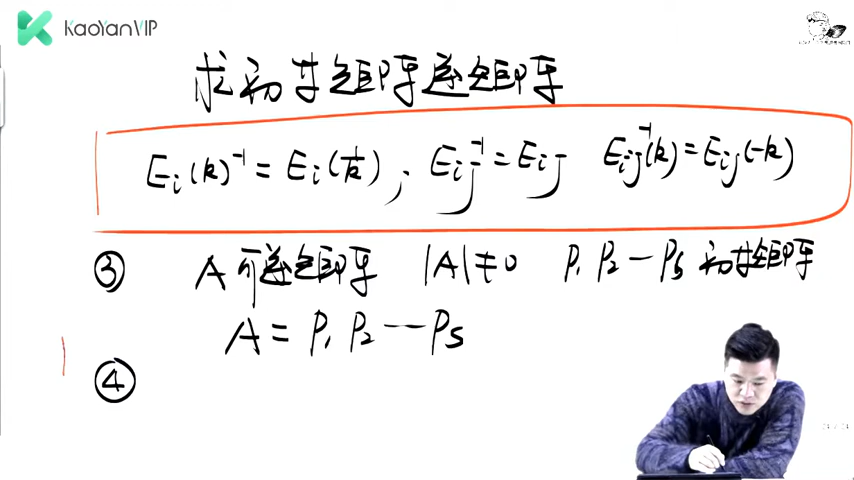 KaoYanVIP
求初等矩阵逆矩阵
Eᵢ(k)⁻¹ = Eᵢ(1/k), Eᵢⱼ⁻¹ = Eᵢⱼ Eᵢⱼ⁻¹(k) = Eᵢⱼ(-k)
③ A 可逆矩阵 |A|≠0 P₁ P₂ — Pₛ 初等矩阵
A = P₁ P₂ --- Pₛ
④